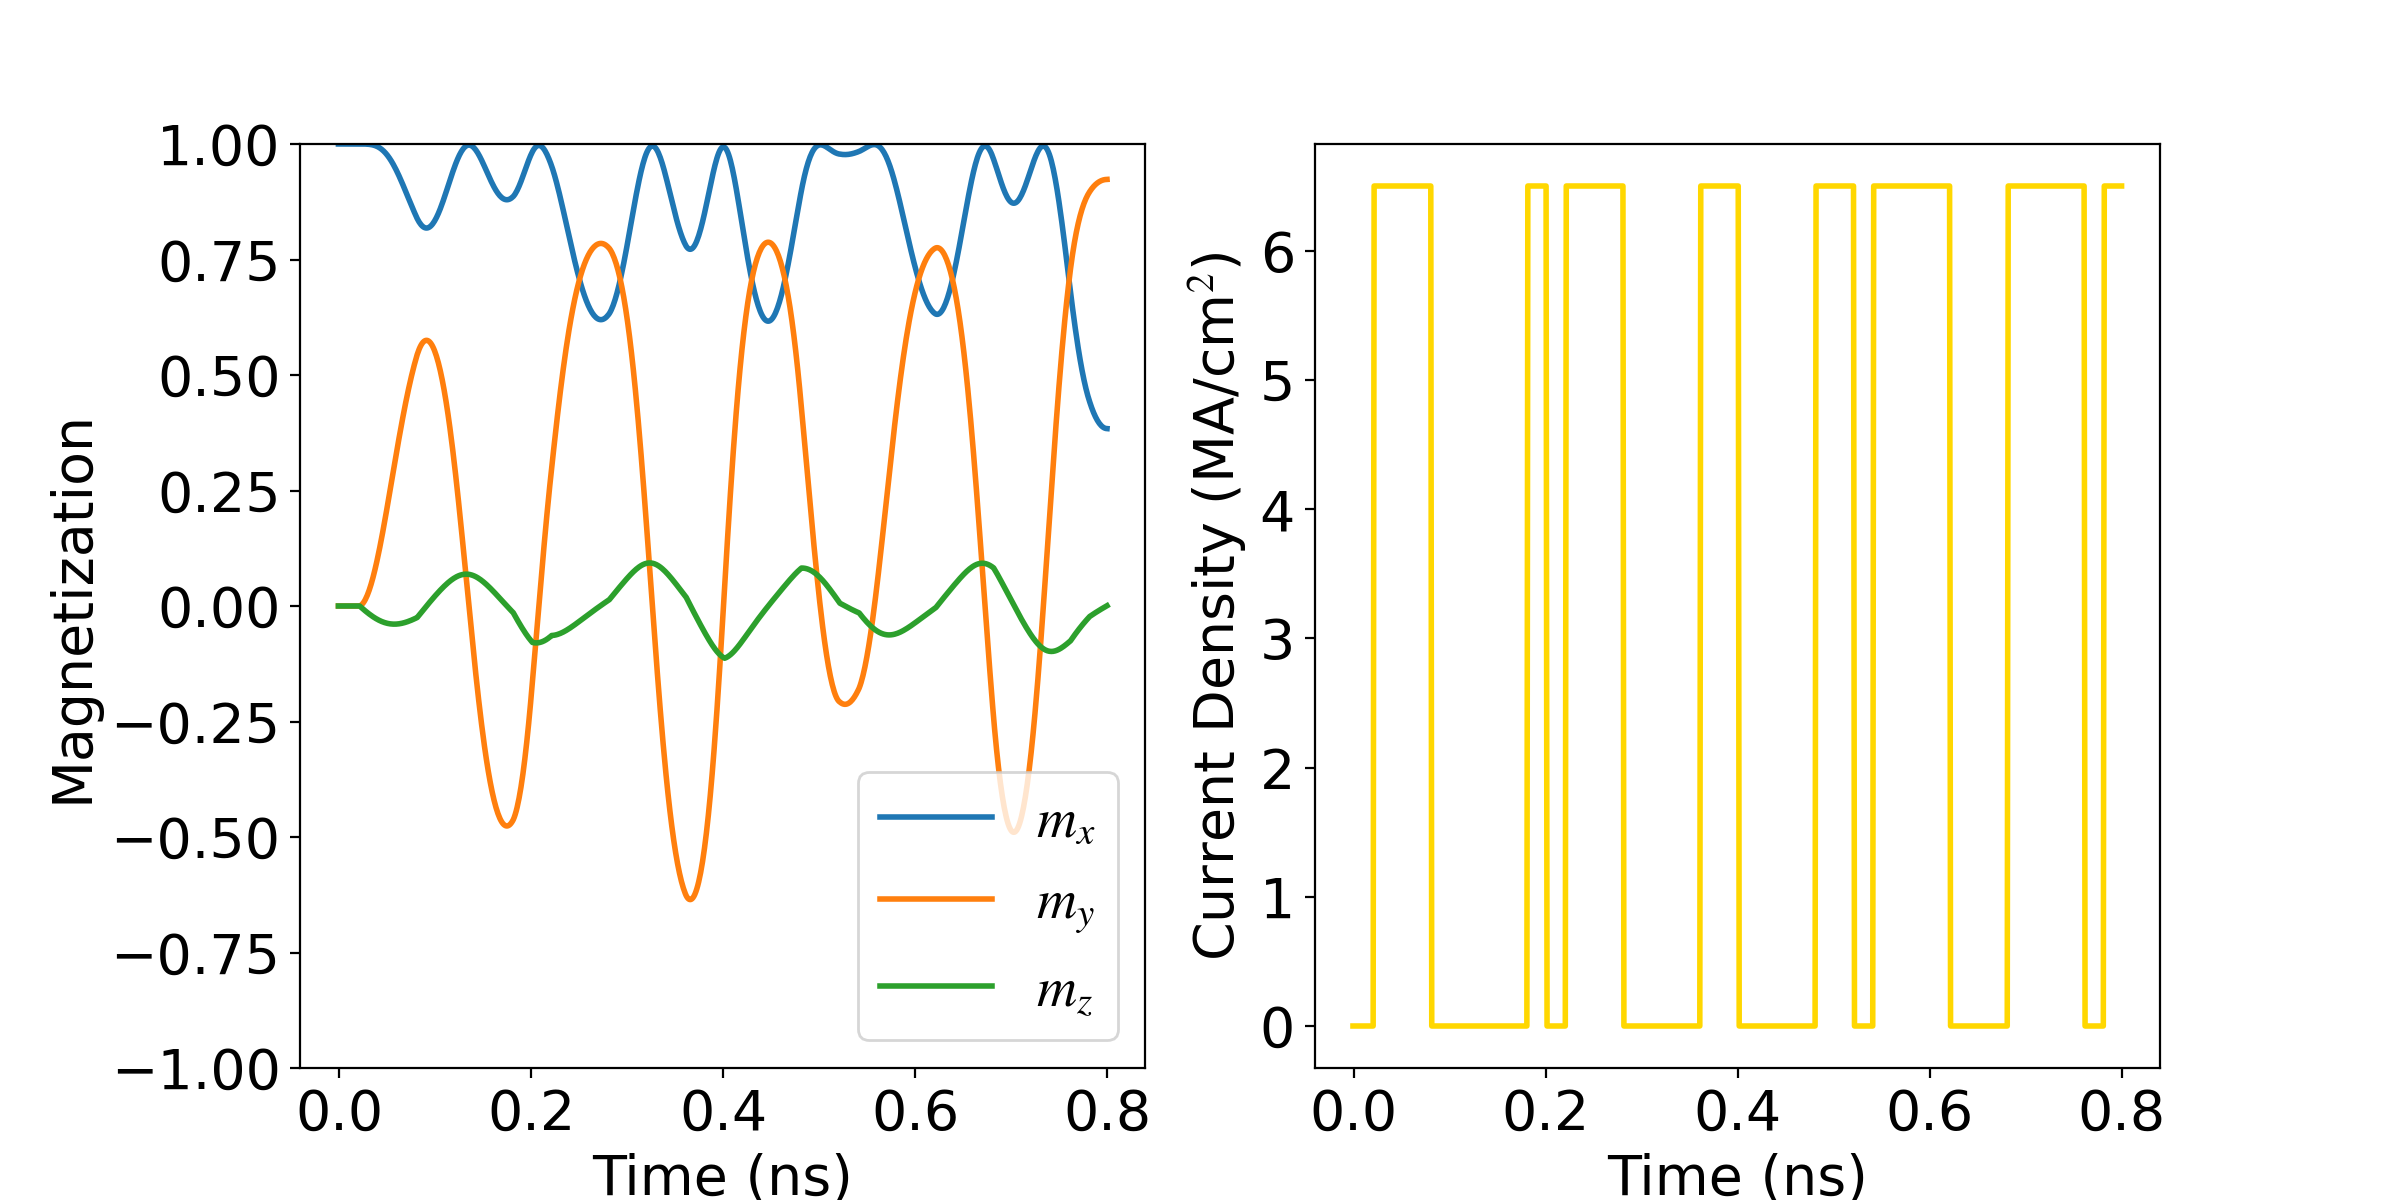 Magnetization
1.00
0.75
0.50
0.25
0.00
−0.25
−0.50
−0.75
−1.00
0.0 0.2 0.4 0.6 0.8
Time (ns)
m_x
m_y
m_z
Current Density (MA/cm²)
6
5
4
3
2
1
0
0.0 0.2 0.4 0.6 0.8
Time (ns)